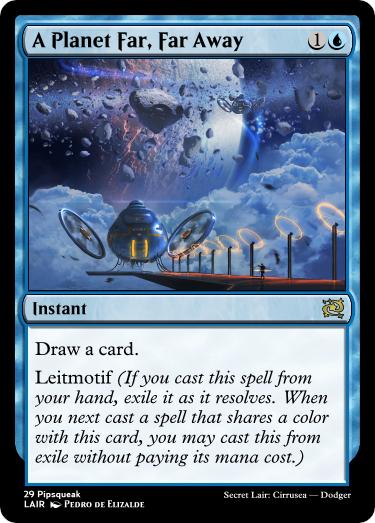 A Planet Far, Far Away 1
Instant
Draw a card.
Leitmotif (If you cast this spell from
your hand, exile it as it resolves. When
you next cast a spell that shares a color
with this card, you may cast this from
exile without paying its mana cost.)
29 Pipsqueak
LAIR Pedro de Elizalde
Secret Lair: Cirrusea — Dodger